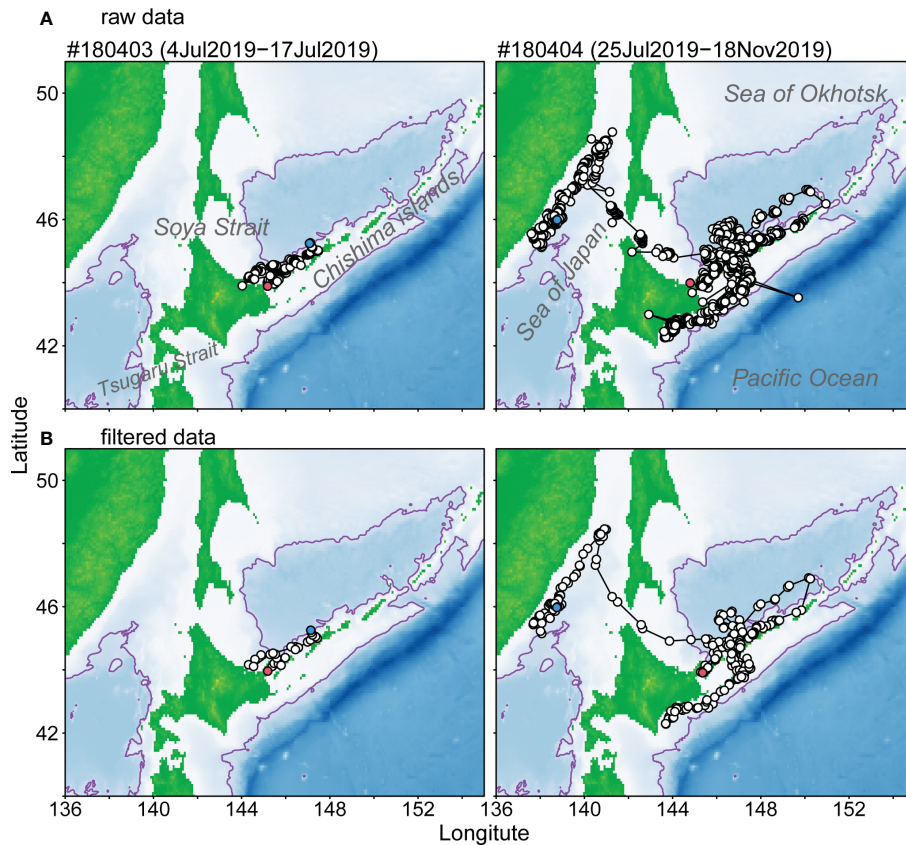 A raw data
#180403 (4Jul2019−17Jul2019)
#180404 (25Jul2019−18Nov2019)
50
46
42
Soya Strait
Chishima islands
Tsugaru Strait
Sea of Okhotsk
Sea of Japan
Pacific Ocean
Latitude
B filtered data
50
46
42
136 140 144 148 152
136 140 144 148 152
Longitute